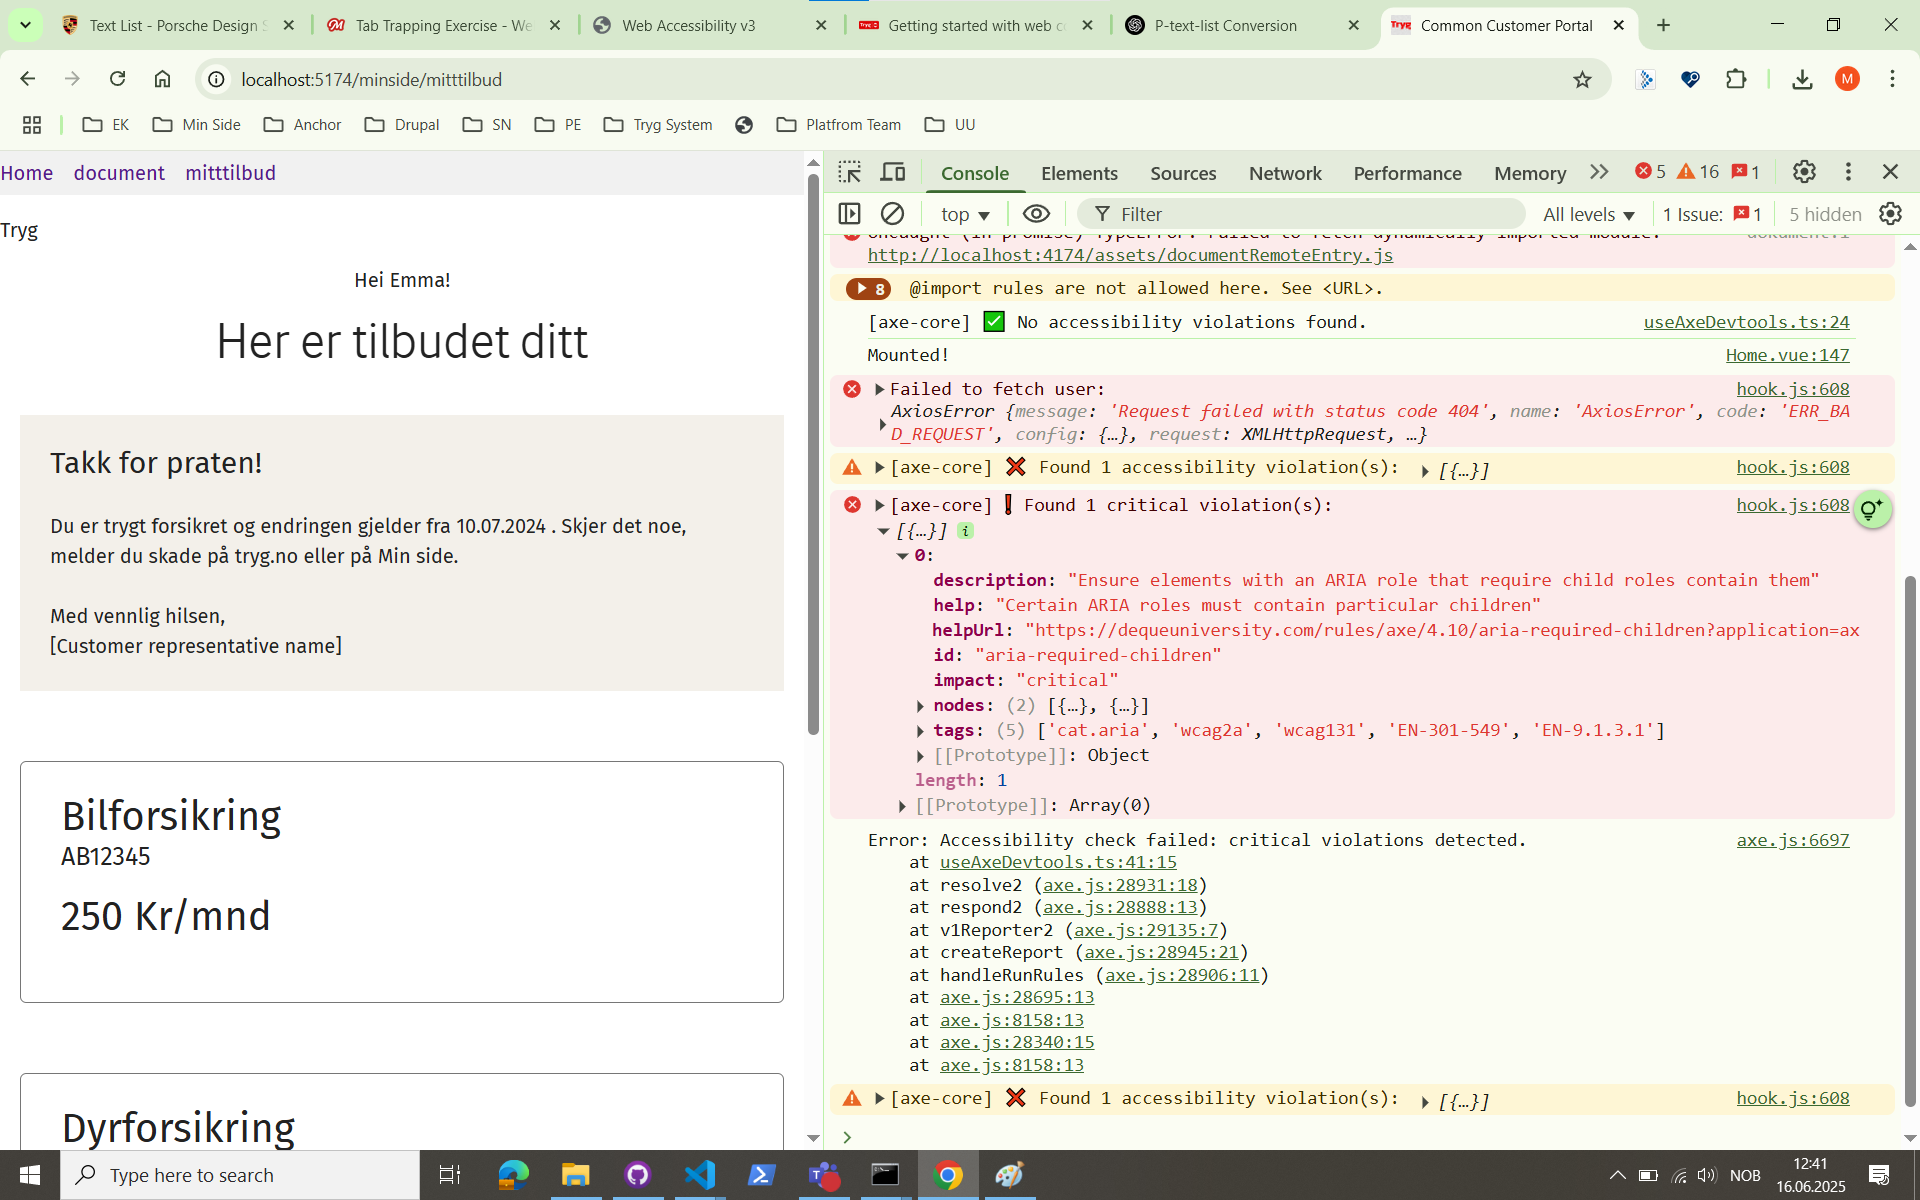 Text List - Porsche Design S
Tab Trapping Exercise - We
Web Accessibility v3
Getting started with web co
P-text-list Conversion
Tryg Common Customer Portal
localhost:5174/minside/mitttilbud
M
EK
Min Side
Anchor
Drupal
SN
PE
Tryg System
Platfrom Team
UU
Home document mitttilbud
Tryg
Hei Emma!
Her er tilbudet ditt
Takk for praten!
Du er trygt forsikret og endringen gjelder fra 10.07.2024 . Skjer det noe,
melder du skade på tryg.no eller på Min side.
Med vennlig hilsen,
[Customer representative name]
Bilforsikring
AB12345
250 Kr/mnd
Dyrforsikring
Console Elements Sources Network Performance Memory 5 16 1
top Filter All levels 1 Issue: 1 5 hidden
Uncaught (in promise) TypeError: Failed to fetch dynamically imported module:
http://localhost:4174/assets/documentRemoteEntry.js
8 @import rules are not allowed here. See <URL>.
[axe-core] ✅ No accessibility violations found. useAxeDevtools.ts:24
Mounted! Home.vue:147
Failed to fetch user: hook.js:608
AxiosError {message: 'Request failed with status code 404', name: 'AxiosError', code: 'ERR_BA
D_REQUEST', config: {…}, request: XMLHttpRequest, …}
[axe-core] ❌ Found 1 accessibility violation(s): [{…}] hook.js:608
[axe-core] ❗ Found 1 critical violation(s): hook.js:608
[{…}] i
0:
description: "Ensure elements with an ARIA role that require child roles contain them"
help: "Certain ARIA roles must contain particular children"
helpUrl: "https://dequeuniversity.com/rules/axe/4.10/aria-required-children?application=ax
id: "aria-required-children"
impact: "critical"
nodes: (2) [{…}, {…}]
tags: (5) ['cat.aria', 'wcag2a', 'wcag131', 'EN-301-549', 'EN-9.1.3.1']
[[Prototype]]: Object
length: 1
[[Prototype]]: Array(0)
Error: Accessibility check failed: critical violations detected. axe.js:6697
at useAxeDevtools.ts:41:15
at resolve2 (axe.js:28931:18)
at respond2 (axe.js:28888:13)
at v1Reporter2 (axe.js:29135:7)
at createReport (axe.js:28945:21)
at handleRunRules (axe.js:28906:11)
at axe.js:28695:13
at axe.js:8158:13
at axe.js:28340:15
at axe.js:8158:13
[axe-core] ❌ Found 1 accessibility violation(s): [{…}] hook.js:608
Type here to search
NOB
12:41
16.06.2025